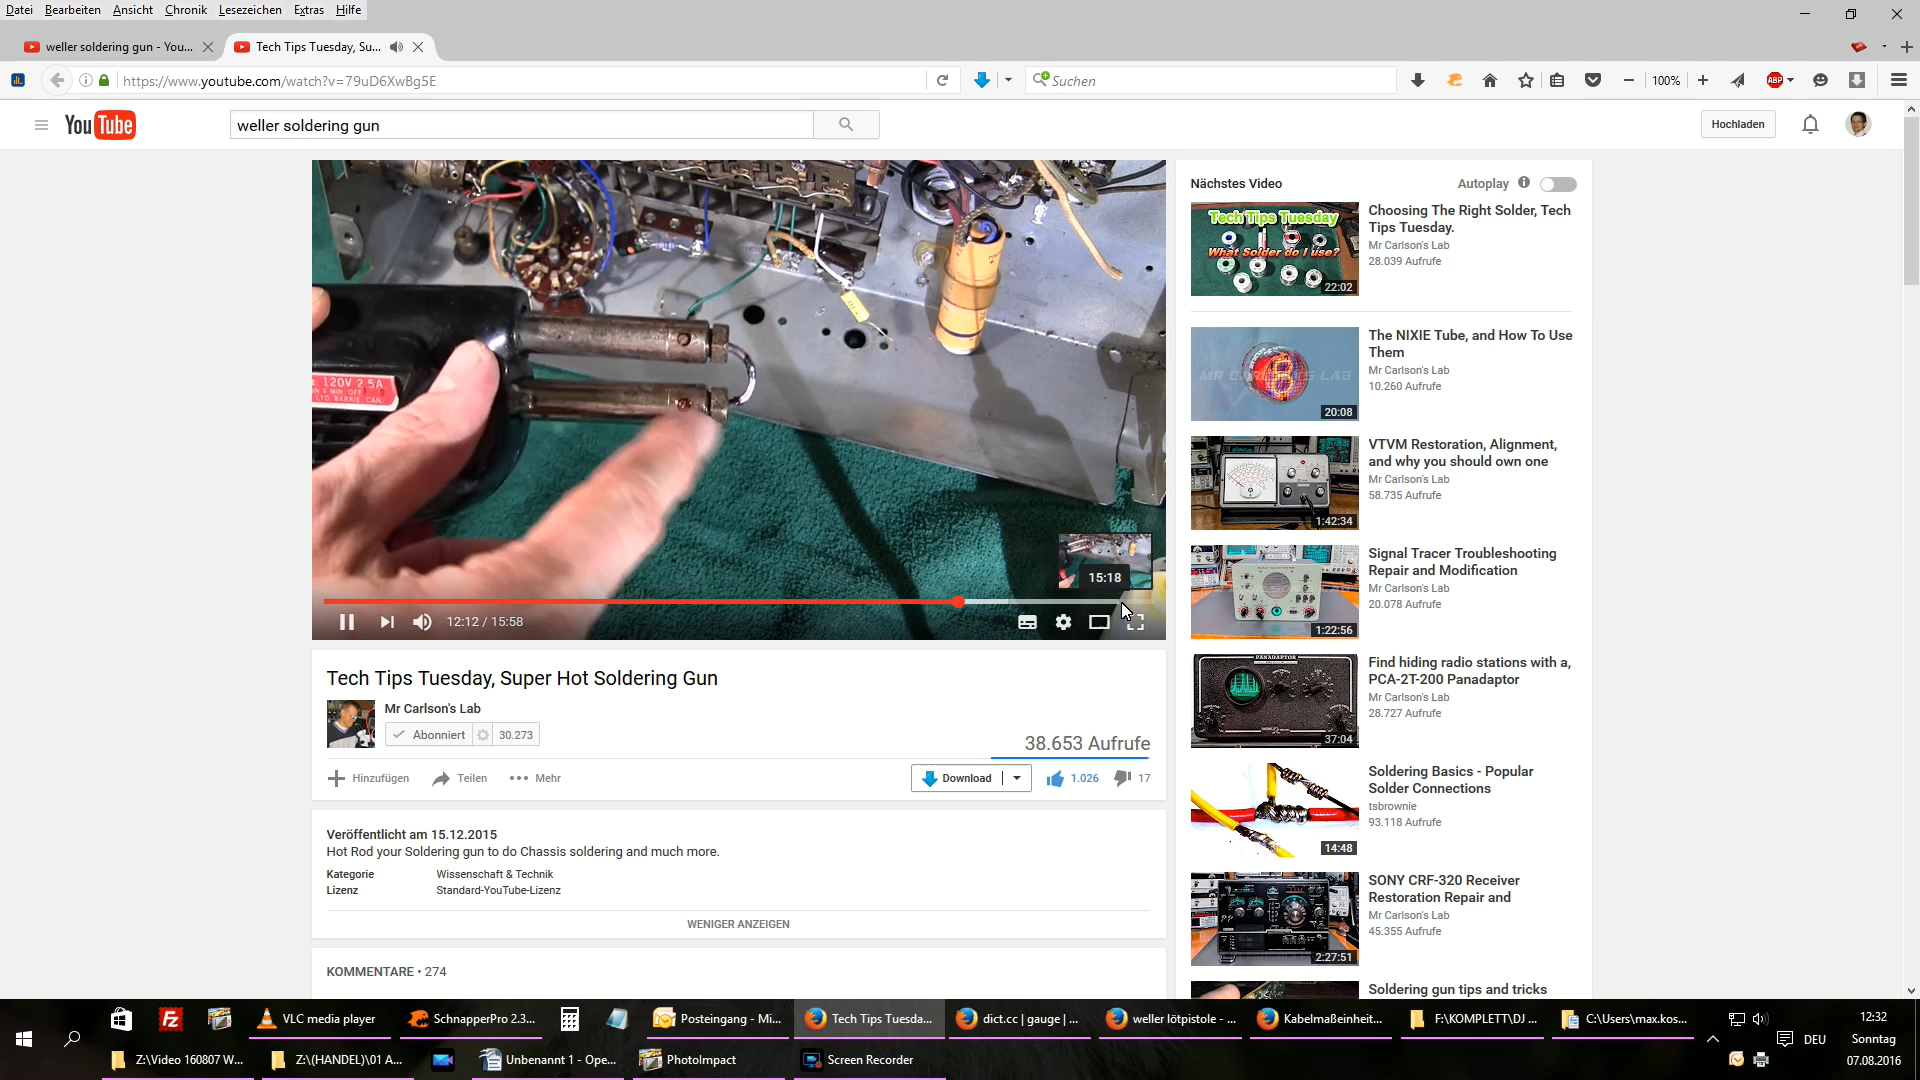 Datei Bearbeiten Ansicht Chronik Lesezeichen Extras Hilfe
weller soldering gun - You...
Tech Tips Tuesday, Su...
https://www.youtube.com/watch?v=79uD6XwBg5E
Suchen
100%
ABP
YouTube
weller soldering gun
Hochladen
120V 2.5A
LTD. BARRIE, CAN.
15:18
12:12 / 15:58
Tech Tips Tuesday, Super Hot Soldering Gun
Mr Carlson's Lab
Abonniert 30.273
38.653 Aufrufe
Hinzufügen Teilen Mehr
Download
1.026 17
Veröffentlicht am 15.12.2015
Hot Rod your Soldering gun to do Chassis soldering and much more.
Kategorie Wissenschaft & Technik
Lizenz Standard-YouTube-Lizenz
WENIGER ANZEIGEN
KOMMENTARE • 274
Nächstes Video
Autoplay
Tech Tips Tuesday
What Solder do I use?
22:02
Choosing The Right Solder, Tech
Tips Tuesday.
Mr Carlson's Lab
28.039 Aufrufe
MR CARLSON'S LAB
20:08
The NIXIE Tube, and How To Use
Them
Mr Carlson's Lab
10.260 Aufrufe
1:42:34
VTVM Restoration, Alignment,
and why you should own one
Mr Carlson's Lab
58.735 Aufrufe
1:22:56
Signal Tracer Troubleshooting
Repair and Modification
Mr Carlson's Lab
20.078 Aufrufe
PANADAPTOR
37:04
Find hiding radio stations with a,
PCA-2T-200 Panadaptor
Mr Carlson's Lab
28.727 Aufrufe
14:48
Soldering Basics - Popular
Solder Connections
tsbrownie
93.118 Aufrufe
2:27:51
SONY CRF-320 Receiver
Restoration Repair and
Mr Carlson's Lab
45.355 Aufrufe
Soldering gun tips and tricks
VLC media player
SchnapperPro 2.3...
Posteingang - Mi...
Tech Tips Tuesda...
dict.cc | gauge | ...
weller lötpistole - ...
Kabelmaßeinheit...
F:\KOMPLETT\DJ ...
C:\Users\max.kos...
Z:\Video 160807 W...
Z:\(HANDEL)\01 A...
Unbenannt 1 - Ope...
PhotoImpact
Screen Recorder
DEU
12:32
Sonntag
07.08.2016